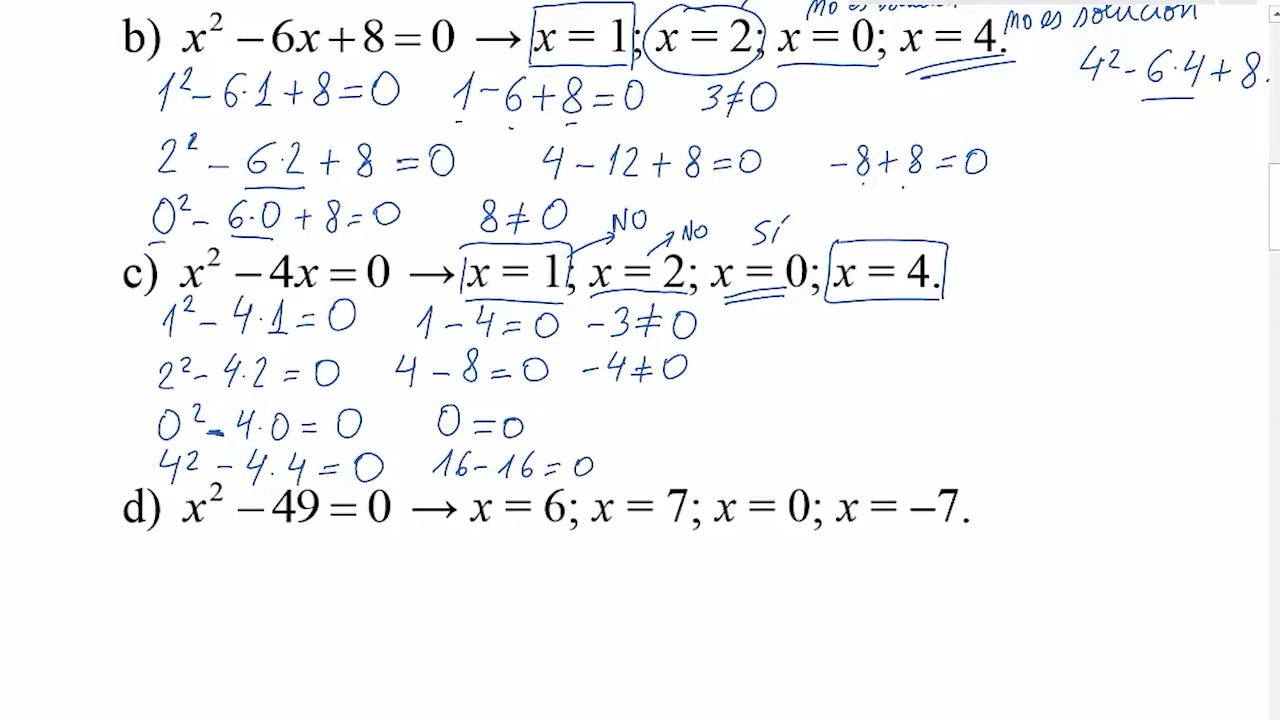 no es solución
b) x² − 6x + 8 = 0 → x = 1; x = 2; x = 0; x = 4.
4² - 6·4 + 8
1² - 6·1 + 8 = 0 1 - 6 + 8 = 0 3 ≠ 0
2² - 6·2 + 8 = 0 4 - 12 + 8 = 0 -8 + 8 = 0
0² - 6·0 + 8 = 0 8 ≠ 0
NO NO SÍ
c) x² − 4x = 0 → x = 1; x = 2; x = 0; x = 4.
1² - 4·1 = 0 1 - 4 = 0 -3 ≠ 0
2² - 4·2 = 0 4 - 8 = 0 -4 ≠ 0
0² - 4·0 = 0 0 = 0
4² - 4·4 = 0 16 - 16 = 0
d) x² − 49 = 0 → x = 6; x = 7; x = 0; x = −7.